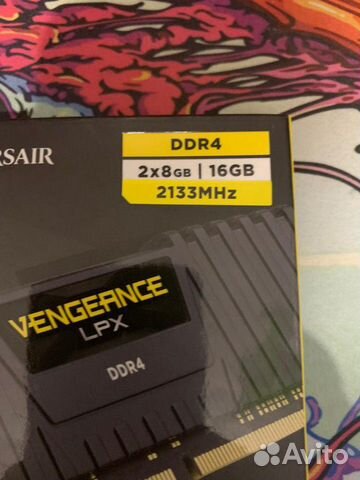 RSAIR
DDR4
2x8GB | 16GB
2133MHz
VENGEANCE
LPX
DDR4
Avito